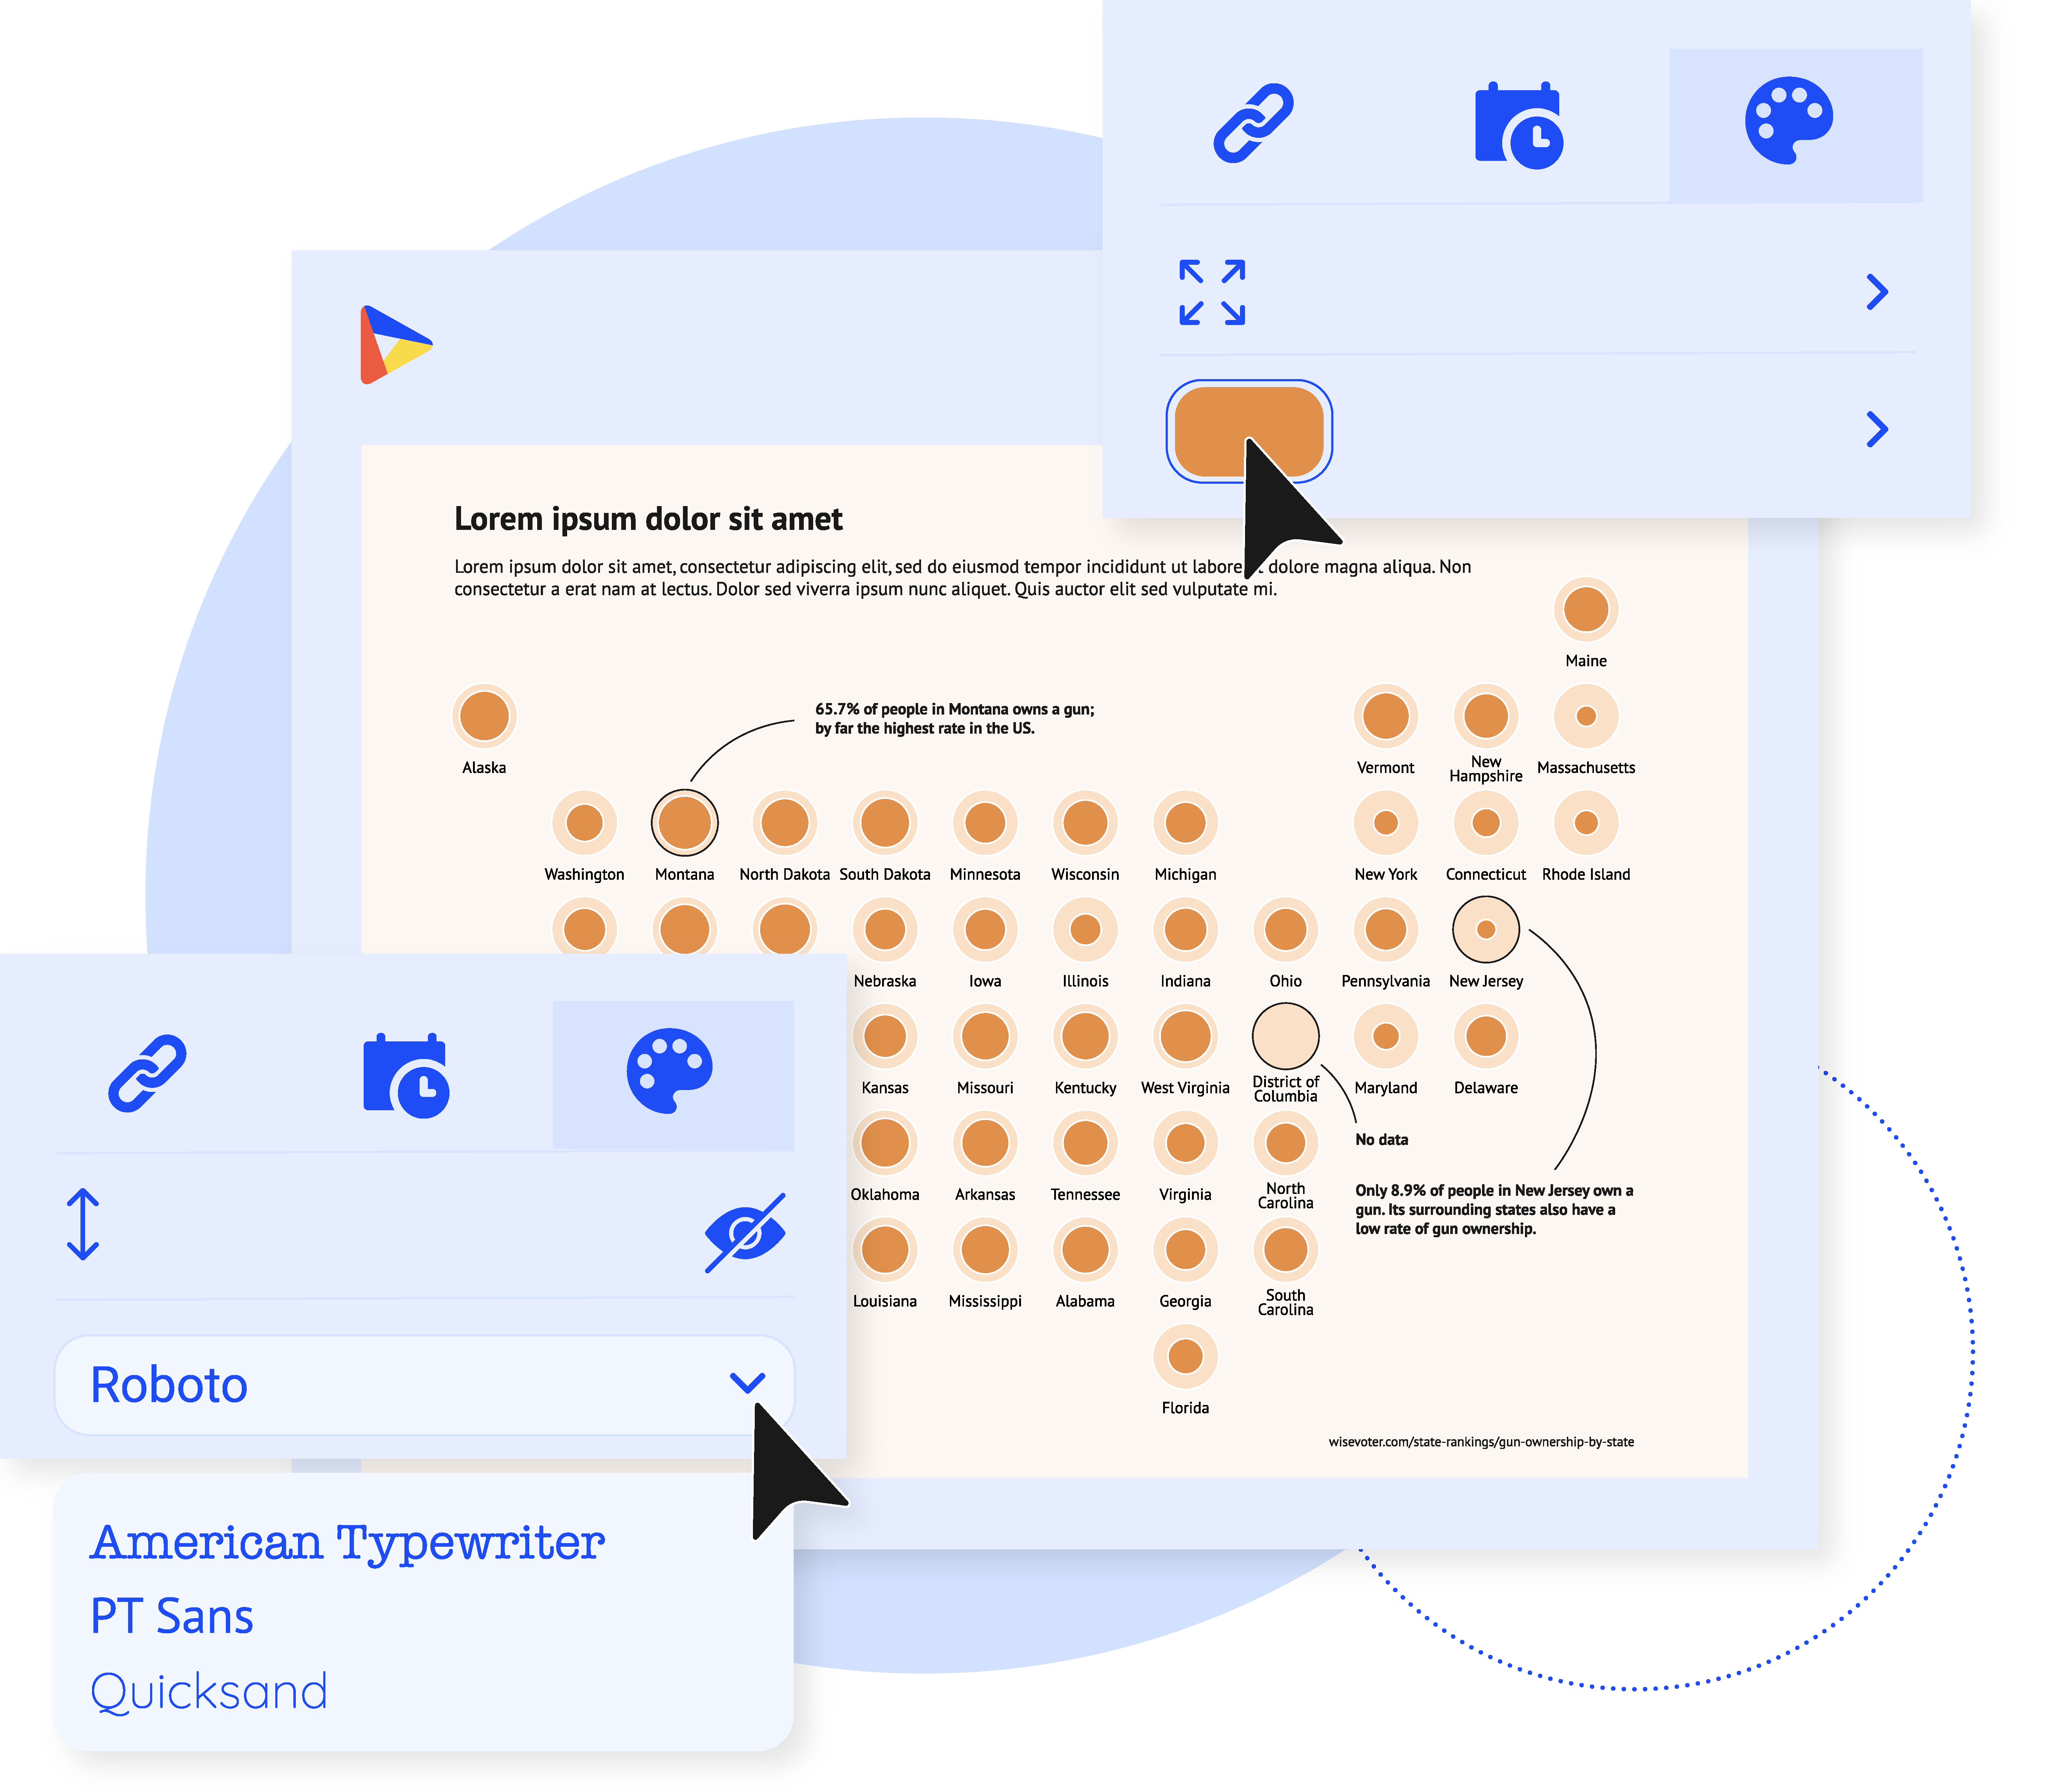 Lorem ipsum dolor sit amet
Lorem ipsum dolor sit amet, consectetur adipiscing elit, sed do eiusmod tempor incididunt ut labore dolore magna aliqua. Non
consectetur a erat nam at lectus. Dolor sed viverra ipsum nunc aliquet. Quis auctor elit sed vulputate mi.
Maine
65.7% of people in Montana owns a gun;
by far the highest rate in the US.
Alaska
Vermont
New
Hampshire
Massachusetts
Washington
Montana
North Dakota
South Dakota
Minnesota
Wisconsin
Michigan
New York
Connecticut
Rhode Island
Nebraska
Iowa
Illinois
Indiana
Ohio
Pennsylvania
New Jersey
Kansas
Missouri
Kentucky
West Virginia
District of
Columbia
Maryland
Delaware
No data
Oklahoma
Arkansas
Tennessee
Virginia
North
Carolina
Only 8.9% of people in New Jersey own a
gun. Its surrounding states also have a
low rate of gun ownership.
Louisiana
Mississippi
Alabama
Georgia
South
Carolina
Florida
wisevoter.com/state-rankings/gun-ownership-by-state
Roboto
American Typewriter
PT Sans
Quicksand